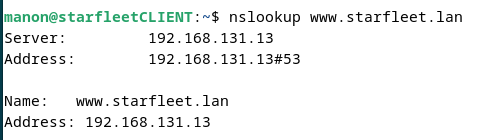 manon@starfleetCLIENT:~$ nslookup www.starfleet.lan
Server:         192.168.131.13
Address:        192.168.131.13#53

Name:   www.starfleet.lan
Address: 192.168.131.13